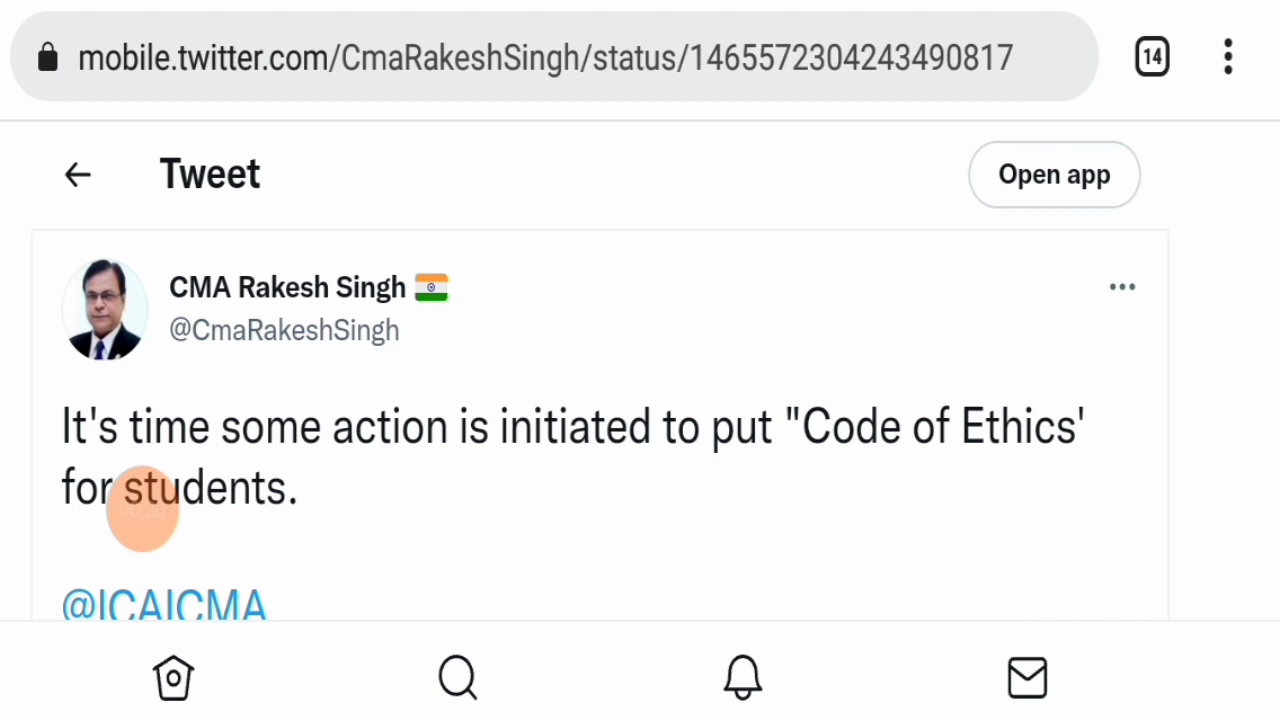 mobile.twitter.com/CmaRakeshSingh/status/1465572304243490817
14
Tweet
Open app
CMA Rakesh Singh
@CmaRakeshSingh
It's time some action is initiated to put "Code of Ethics'
for students.
@ICAICMA